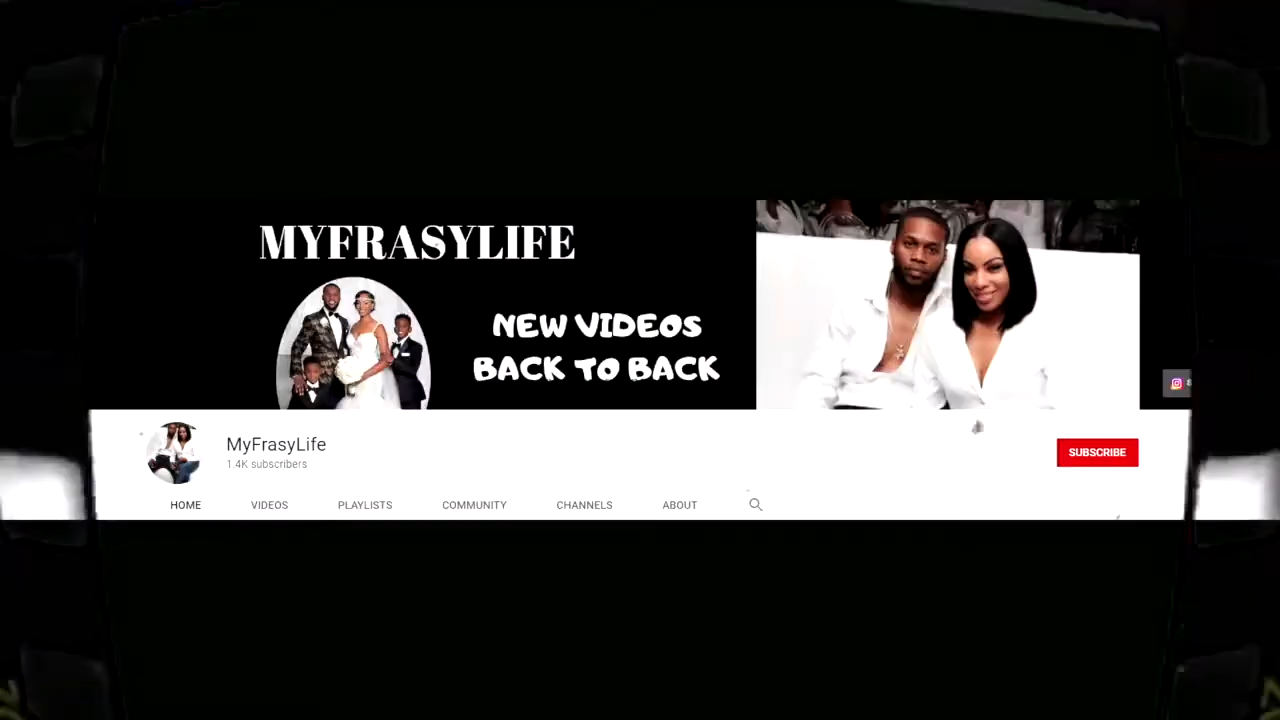 MYFRASYLIFE
NEW VIDEOS
BACK TO BACK
MyFrasyLife
1.4K subscribers
SUBSCRIBE
HOME VIDEOS PLAYLISTS COMMUNITY CHANNELS ABOUT